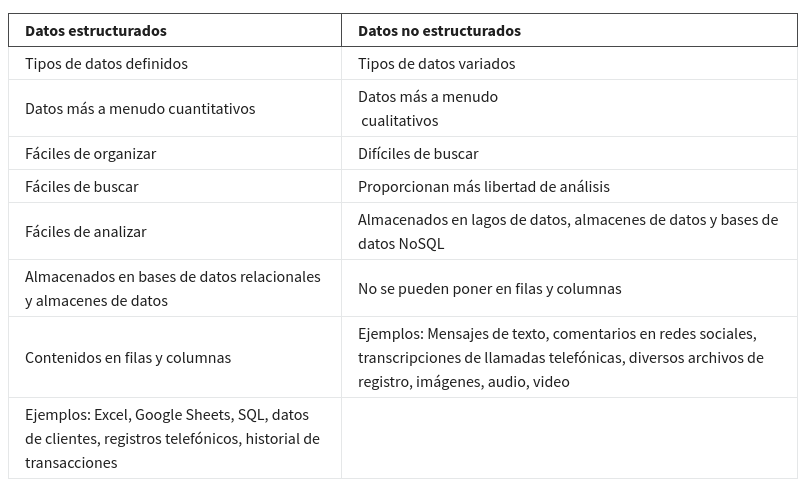 Datos estructurados
Datos no estructurados
Tipos de datos definidos
Tipos de datos variados
Datos más a menudo cuantitativos
Datos más a menudo
cualitativos
Fáciles de organizar
Difíciles de buscar
Fáciles de buscar
Proporcionan más libertad de análisis
Fáciles de analizar
Almacenados en lagos de datos, almacenes de datos y bases de
datos NoSQL
Almacenados en bases de datos relacionales
y almacenes de datos
No se pueden poner en filas y columnas
Contenidos en filas y columnas
Ejemplos: Mensajes de texto, comentarios en redes sociales,
transcripciones de llamadas telefónicas, diversos archivos de
registro, imágenes, audio, video
Ejemplos: Excel, Google Sheets, SQL, datos
de clientes, registros telefónicos, historial de
transacciones